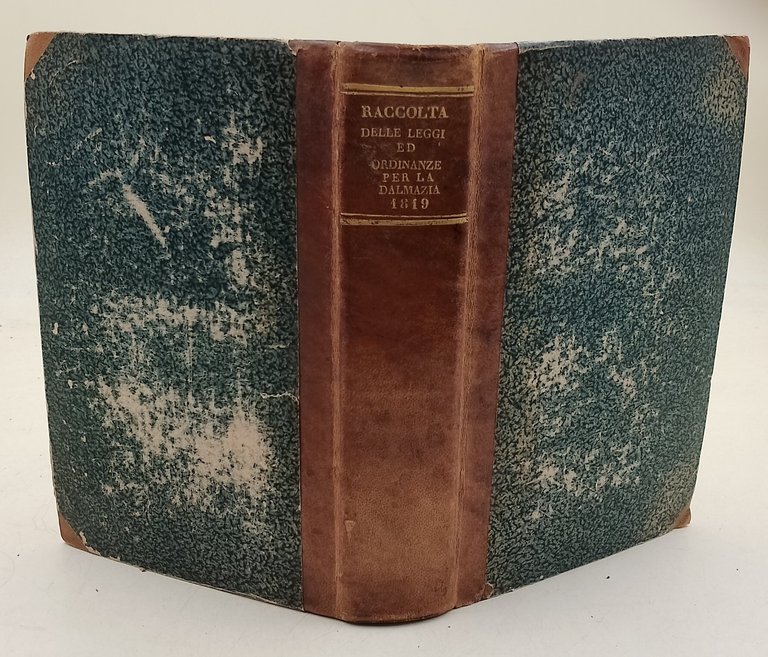 RACCOLTA
DELLE LEGGI
ED
ORDINANZE
PER LA
DALMAZIA
1819